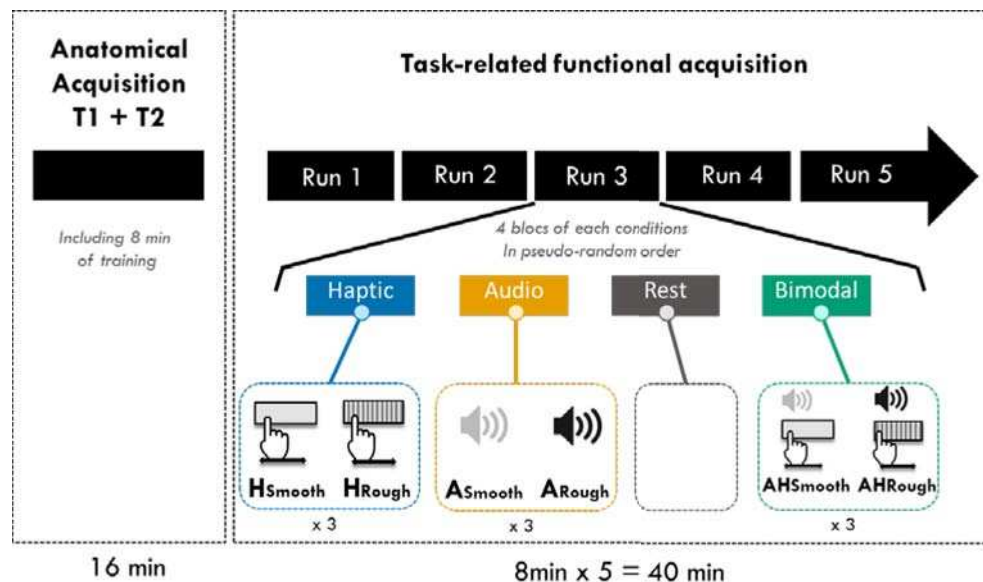 Anatomical
Acquisition
T1 + T2
Including 8 min
of training
16 min
Task-related functional acquisition
Run 1 Run 2 Run 3 Run 4 Run 5
4 blocs of each conditions
In pseudo-random order
Haptic Audio Rest Bimodal
HSmooth HRough ASmooth ARough AHSmooth AHRough
x 3 x 3 x 3
8min x 5 = 40 min